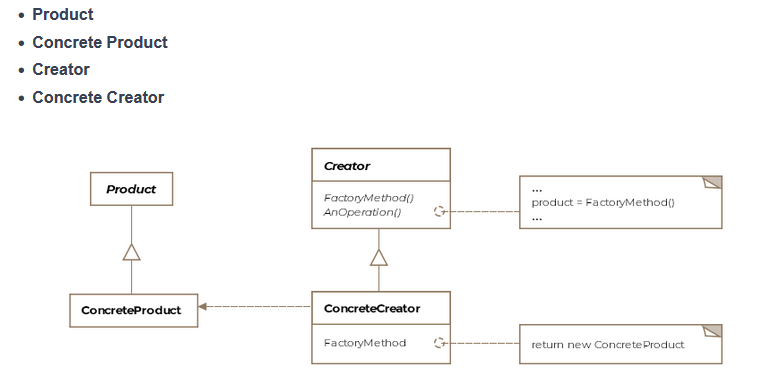 Product
Concrete Product
Creator
Concrete Creator
Product
ConcreteProduct
Creator
FactoryMethod()
AnOperation()
...
product = FactoryMethod()
...
ConcreteCreator
FactoryMethod
return new ConcreteProduct